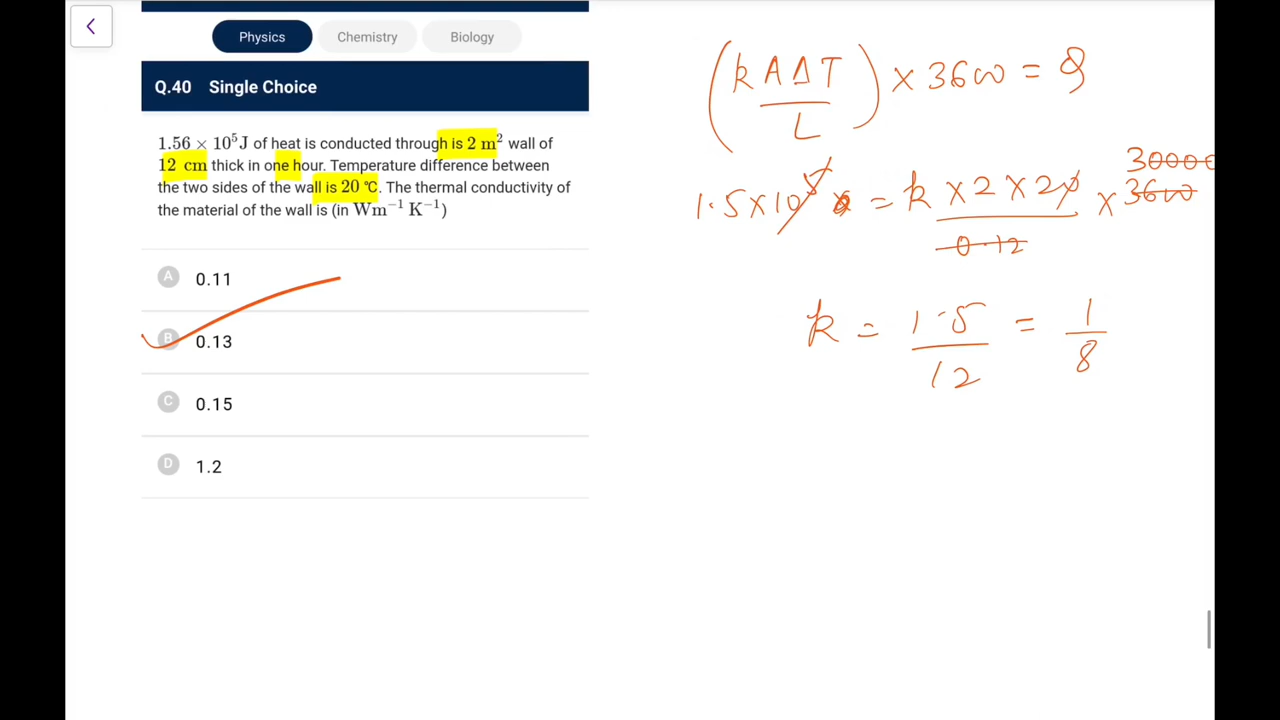 Physics Chemistry Biology
Q.40 Single Choice
1.56 × 10⁵J of heat is conducted through is 2 m² wall of
12 cm thick in one hour. Temperature difference between
the two sides of the wall is 20 °C. The thermal conductivity of
the material of the wall is (in Wm⁻¹ K⁻¹)
A 0.11
B 0.13
C 0.15
D 1.2
(kAΔT/L) × 3600 = Q
1.5×10⁵ = k×2×20/0.12 × 3600
30000
k = 1.5/12 = 1/8